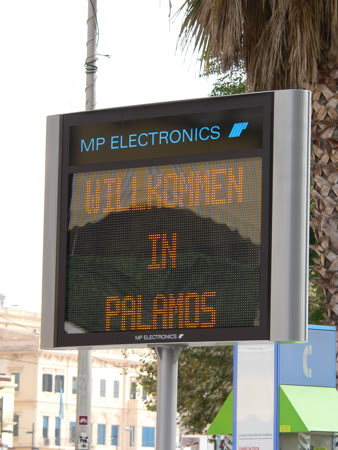 MP ELECTRONICS
WILLKOMMEN
IN
PALAMOS
MP ELECTRONICS